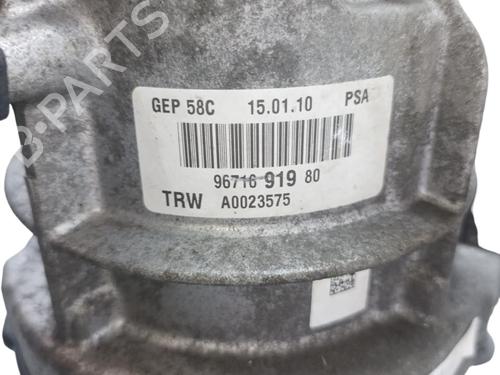 GEP 58C 15.01.10 PSA
96716 919 80
TRW A0023575
B-PARTS